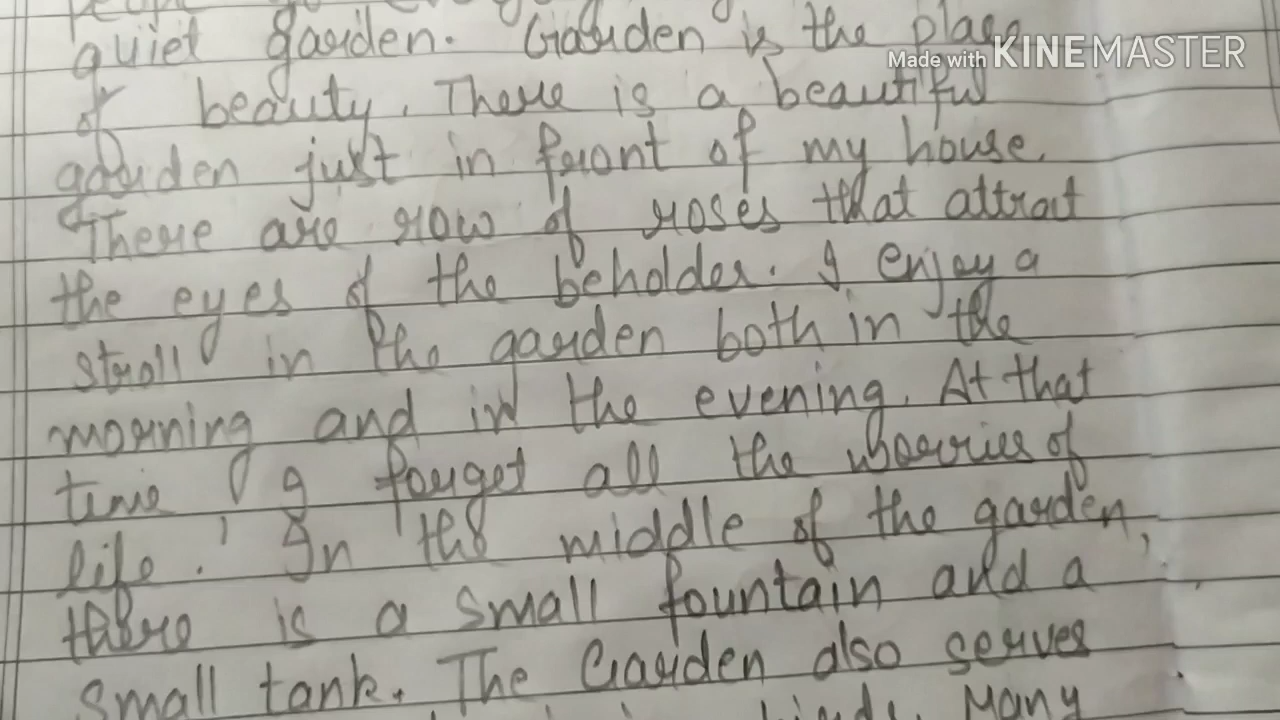 quiet garden. Garden is the place
Made with KINEMASTER
of beauty. There is a beautiful
garden just in front of my house.
There are row of roses that attrat
the eyes of the beholder. I enjoy a
stroll in the garden both in the
morning and in the evening. At that
time I forget all the worries of
life. In the middle of the garden,
there is a small fountain and a
small tank. The Garden also serves
birds. Many